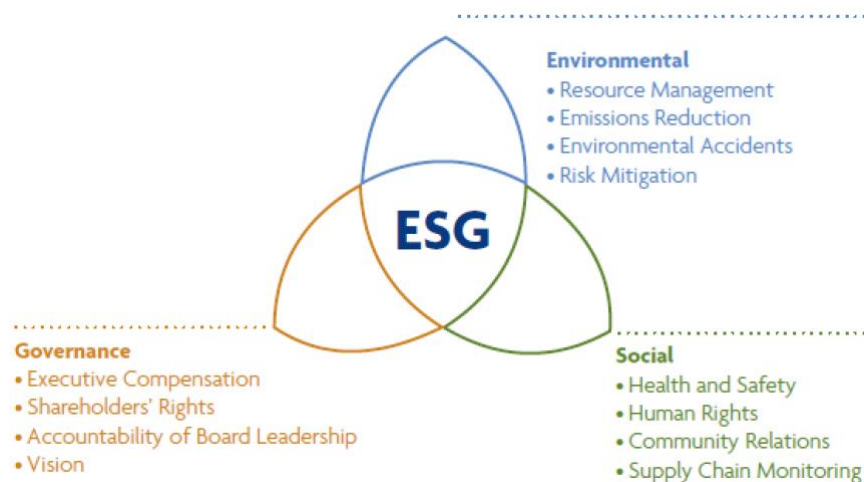 Environmental
• Resource Management
• Emissions Reduction
• Environmental Accidents
• Risk Mitigation
ESG
Governance
• Executive Compensation
• Shareholders' Rights
• Accountability of Board Leadership
• Vision
Social
• Health and Safety
• Human Rights
• Community Relations
• Supply Chain Monitoring